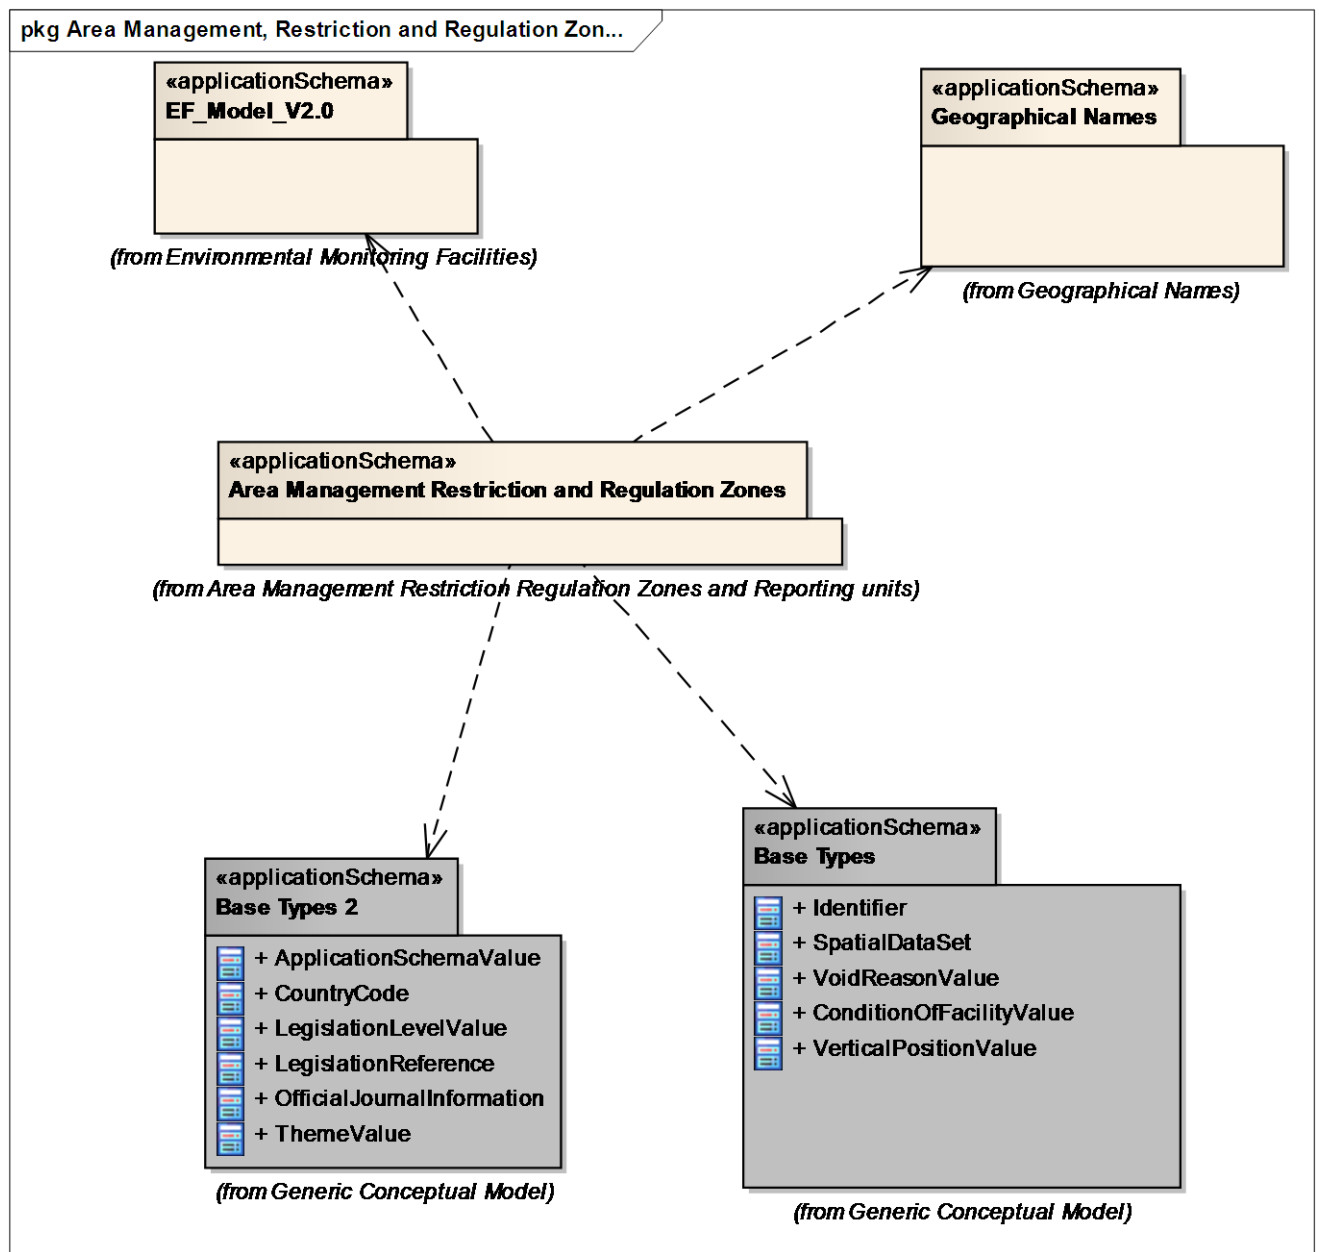 pkg Area Management, Restriction and Regulation Zon...
«applicationSchema»
EF_Model_V2.0
(from Environmental Monitoring Facilities)
«applicationSchema»
Geographical Names
(from Geographical Names)
«applicationSchema»
Area Management Restriction and Regulation Zones
(from Area Management Restriction Regulation Zones and Reporting units)
«applicationSchema»
Base Types 2
+ ApplicationSchemaValue
+ CountryCode
+ LegislationLevelValue
+ LegislationReference
+ OfficialJournalInformation
+ ThemeValue
(from Generic Conceptual Model)
«applicationSchema»
Base Types
+ Identifier
+ SpatialDataSet
+ VoidReasonValue
+ ConditionOfFacilityValue
+ VerticalPositionValue
(from Generic Conceptual Model)